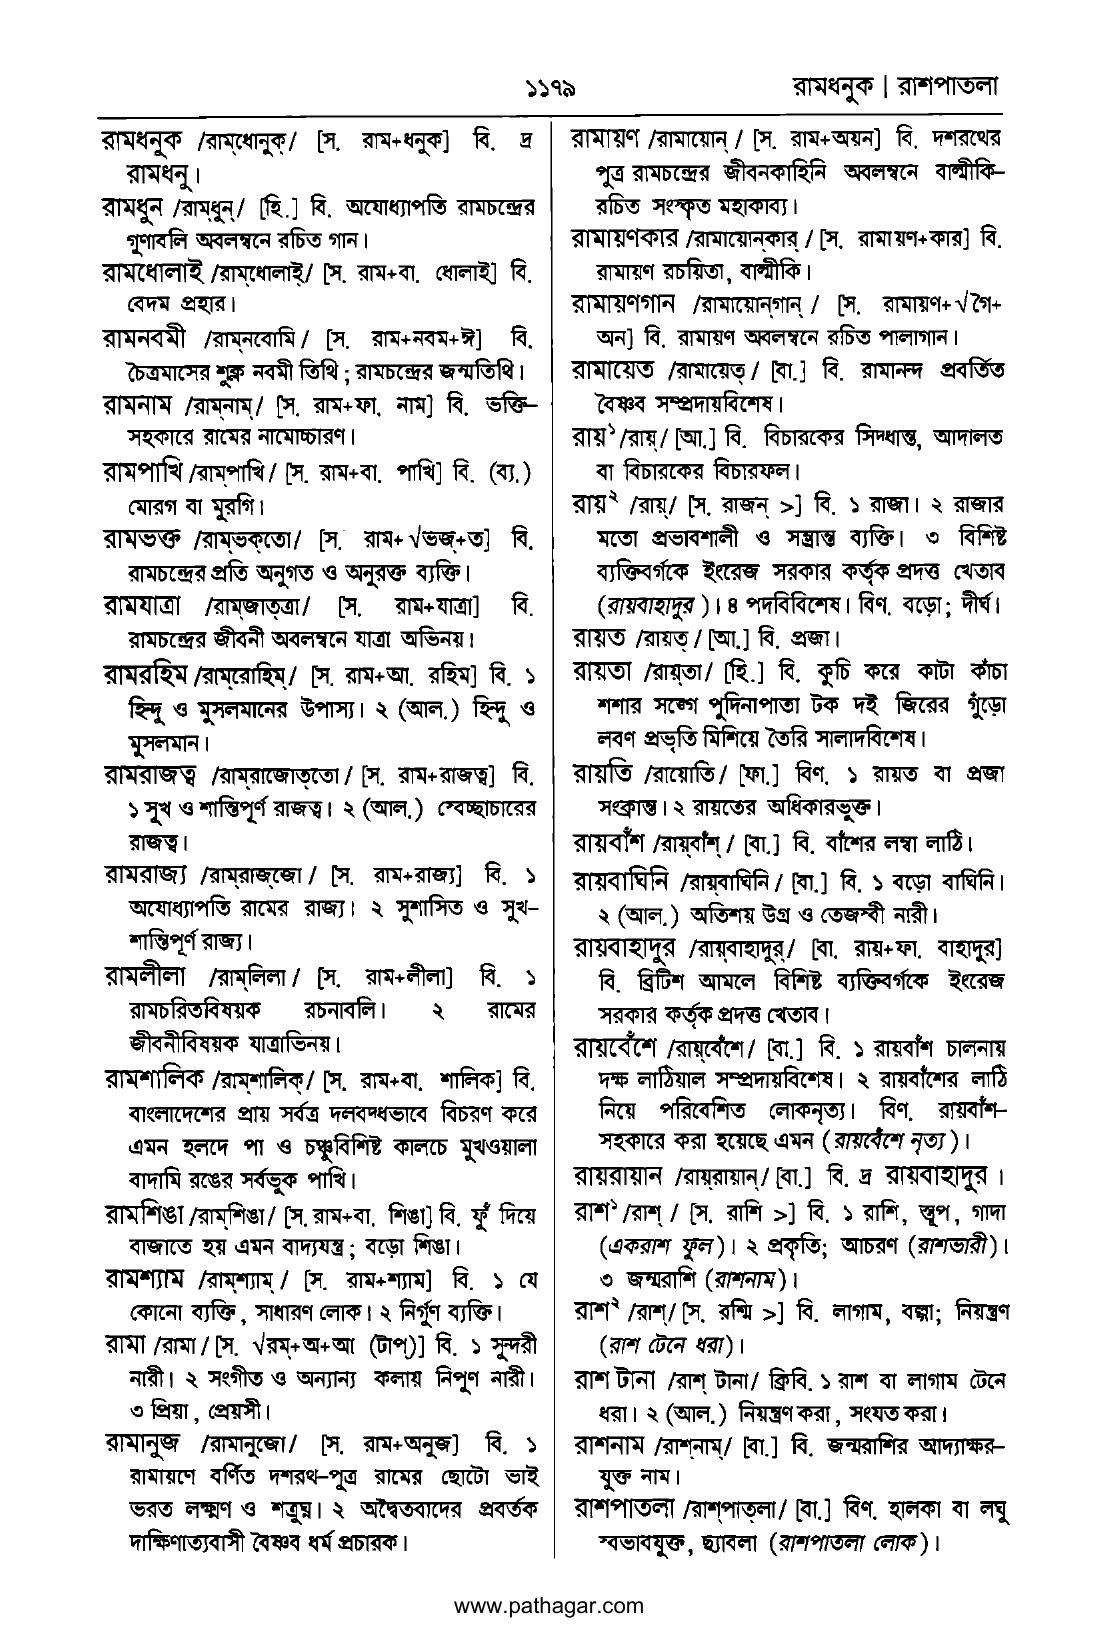 ১১৭৯
রামধনুক | রাশপাতলা
রামধনুক /রাম্‌ধোনুক্/ [স. রাম+ধনুক] বি. দ্র
রামধনু।
রামধুন /রাম্‌ধুন্/ [হি.] বি. অযোধ্যাপতি রামচন্দ্রের
গুণাবলি অবলম্বনে রচিত গান।
রামধোলাই /রাম্‌ধোলাই/ [স. রাম+বা. ধোলাই] বি.
বেদম প্রহার।
রামনবমী /রাম্‌নবোমি/ [স. রাম+নবম+ঈ] বি.
চৈত্রমাসের শুক্ল নবমী তিথি; রামচন্দ্রের জন্মতিথি।
রামনাম /রাম্‌নাম্/ [স. রাম+ফা. নাম] বি. ভক্তি-
সহকারে রামের নামোচ্চারণ।
রামপাখি /রাম্‌পাখি/ [স. রাম+বা. পাখি] বি. (ব্য.)
মোরগ বা মুরগি।
রামভক্ত /রাম্‌ভক্‌তো/ [স. রাম+√ভজ্+ত] বি.
রামচন্দ্রের প্রতি অনুগত ও অনুরক্ত ব্যক্তি।
রামযাত্রা /রাম্‌জাত্‌ত্রা/ [স. রাম+যাত্রা] বি.
রামচন্দ্রের জীবনী অবলম্বনে যাত্রা অভিনয়।
রামরহিম /রাম্‌রোহিম্/ [স. রাম+আ. রহিম] বি. ১
হিন্দু ও মুসলমানের উপাস্য। ২ (আল.) হিন্দু ও
মুসলমান।
রামরাজত্ব /রাম্‌রাজোত্‌তো/ [স. রাম+রাজত্ব] বি.
১ সুখ ও শান্তিপূর্ণ রাজত্ব। ২ (আল.) স্বেচ্ছাচারের
রাজত্ব।
রামরাজ্য /রাম্‌রাজ্‌জো/ [স. রাম+রাজ্য] বি. ১
অযোধ্যাপতি রামের রাজ্য। ২ সুশাসিত ও সুখ-
শান্তিপূর্ণ রাজ্য।
রামলীলা /রাম্‌লিলা/ [স. রাম+লীলা] বি. ১
রামচরিতবিষয়ক রচনাবলি। ২ রামের
জীবনীবিষয়ক যাত্রাভিনয়।
রামশালিক /রাম্‌শালিক্/ [স. রাম+বা. শালিক] বি.
বাংলাদেশের প্রায় সর্বত্র দলবদ্ধভাবে বিচরণ করে
এমন হলদে পা ও চঞ্চুবিশিষ্ট কালচে মুখওয়ালা
বাদামি রঙের সর্বভুক পাখি।
রামশিঙা /রাম্‌শিঙা/ [স. রাম+বা. শিঙা] বি. ফুঁ দিয়ে
বাজাতে হয় এমন বাদ্যযন্ত্র; বড়ো শিঙা।
রামশ্যাম /রাম্‌শ্যাম্/ [স. রাম+শ্যাম] বি. ১ যে
কোনো ব্যক্তি, সাধারণ লোক। ২ নির্গুণ ব্যক্তি।
রামা /রামা/ [স. √রম্+অ+আ (টাপ্)] বি. ১ সুন্দরী
নারী। ২ সংগীত ও অন্যান্য কলায় নিপুণ নারী।
৩ প্রিয়া, প্রেয়সী।
রামানুজ /রামানুজো/ [স. রাম+অনুজ] বি. ১
রামায়ণে বর্ণিত দশরথ-পুত্র রামের ছোটো ভাই
ভরত লক্ষ্মণ ও শত্রুঘ্ন। ২ অদ্বৈতবাদের প্রবর্তক
দাক্ষিণাত্যবাসী বৈষ্ণব ধর্ম প্রচারক।
রামায়ণ /রামায়োন্/ [স. রাম+অয়ন] বি. দশরথের
পুত্র রামচন্দ্রের জীবনকাহিনি অবলম্বনে বাল্মীকি-
রচিত সংস্কৃত মহাকাব্য।
রামায়ণকার /রামায়োন্‌কার্/ [স. রামায়ণ+কার] বি.
রামায়ণ রচয়িতা, বাল্মীকি।
রামায়ণগান /রামায়োন্‌গান্/ [স. রামায়ণ+√গৈ+
অন] বি. রামায়ণ অবলম্বনে রচিত পালাগান।
রামায়েত /রামায়েত্/ [বা.] বি. রামানন্দ প্রবর্তিত
বৈষ্ণব সম্প্রদায়বিশেষ।
রায়১ /রায়্/ [আ.] বি. বিচারকের সিদ্ধান্ত, আদালত
বা বিচারকের বিচারফল।
রায়২ /রায়্/ [স. রাজন্ >] বি. ১ রাজা। ২ রাজার
মতো প্রভাবশালী ও সম্ভ্রান্ত ব্যক্তি। ৩ বিশিষ্ট
ব্যক্তিবর্গকে ইংরেজ সরকার কর্তৃক প্রদত্ত খেতাব
(রায়বাহাদুর)। ৪ পদবিবিশেষ। বিণ. বড়ো; দীর্ঘ।
রায়ত /রায়ত্/ [আ.] বি. প্রজা।
রায়তা /রায়্‌তা/ [হি.] বি. কুচি করে কাটা কাঁচা
শশার সঙ্গে পুদিনাপাতা টক দই জিরের গুঁড়ো
লবণ প্রভৃতি মিশিয়ে তৈরি সালাদবিশেষ।
রায়তি /রায়োতি/ [ফা.] বিণ. ১ রায়ত বা প্রজা
সংক্রান্ত। ২ রায়তের অধিকারভুক্ত।
রায়বাঁশ /রায়্‌বাঁশ্/ [বা.] বি. বাঁশের লম্বা লাঠি।
রায়বাঘিনি /রায়্‌বাঘিনি/ [বা.] বি. ১ বড়ো বাঘিনি।
২ (আল.) অতিশয় উগ্র ও তেজস্বী নারী।
রায়বাহাদুর /রায়্‌বাহাদুর্/ [বা. রায়+ফা. বাহাদুর]
বি. ব্রিটিশ আমলে বিশিষ্ট ব্যক্তিবর্গকে ইংরেজ
সরকার কর্তৃক প্রদত্ত খেতাব।
রায়বেঁশে /রায়্‌বেঁশে/ [বা.] বি. ১ রায়বাঁশ চালনায়
দক্ষ লাঠিয়াল সম্প্রদায়বিশেষ। ২ রায়বাঁশের লাঠি
নিয়ে পরিবেশিত লোকনৃত্য। বিণ. রায়বাঁশ-
সহকারে করা হয়েছে এমন (রায়বেঁশে নৃত্য)।
রায়রায়ান /রায়্‌রায়ান্/ [বা.] বি. দ্র রায়বাহাদুর।
রাশ১ /রাশ্/ [স. রাশি >] বি. ১ রাশি, স্তূপ, গাদা
(একরাশ ফুল)। ২ প্রকৃতি; আচরণ (রাশভারী)।
৩ জন্মরাশি (রাশনাম)।
রাশ২ /রাশ্/ [স. রশ্মি >] বি. লাগাম, বল্গা; নিয়ন্ত্রণ
(রাশ টেনে ধরা)।
রাশ টানা /রাশ্ টানা/ ক্রিবি. ১ রাশ বা লাগাম টেনে
ধরা। ২ (আল.) নিয়ন্ত্রণ করা, সংযত করা।
রাশনাম /রাশ্‌নাম্/ [বা.] বি. জন্মরাশির আদ্যাক্ষর-
যুক্ত নাম।
রাশপাতলা /রাশ্‌পাত্‌লা/ [বা.] বিণ. হালকা বা লঘু
স্বভাবযুক্ত, ছ্যাবলা (রাশপাতলা লোক)।
www.pathagar.com